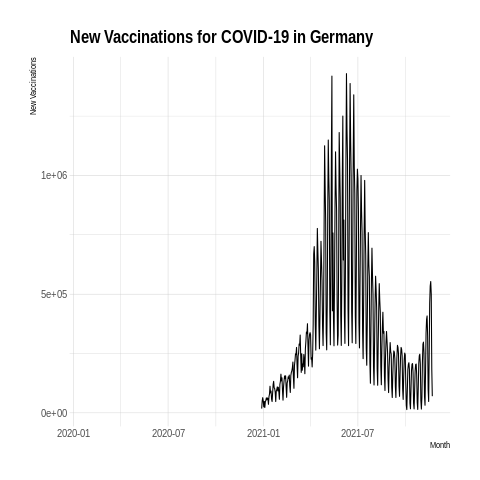 New Vaccinations for COVID-19 in Germany
New Vaccinations
1e+06
5e+05
0e+00
2020-01 2020-07 2021-01 2021-07
Month